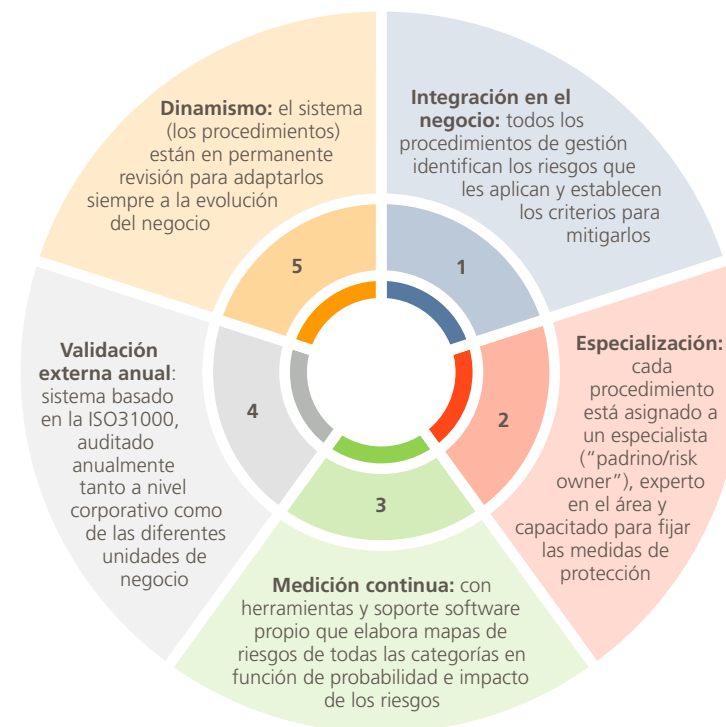 1
Integración en el
negocio: todos los
procedimientos de gestión
identifican los riesgos que
les aplican y establecen
los criterios para
mitigarlos
2
Especialización:
cada
procedimiento
está asignado a
un especialista
(“padrino/risk
owner”), experto
en el área y
capacitado para fijar
las medidas de
protección
3
Medición continua: con
herramientas y soporte software
propio que elabora mapas de
riesgos de todas las categorías en
función de probabilidad e impacto
de los riesgos
4
Validación
externa anual:
sistema basado
en la ISO31000,
auditado
anualmente
tanto a nivel
corporativo como
de las diferentes
unidades de
negocio
5
Dinamismo: el sistema
(los procedimientos)
están en permanente
revisión para adaptarlos
siempre a la evolución
del negocio